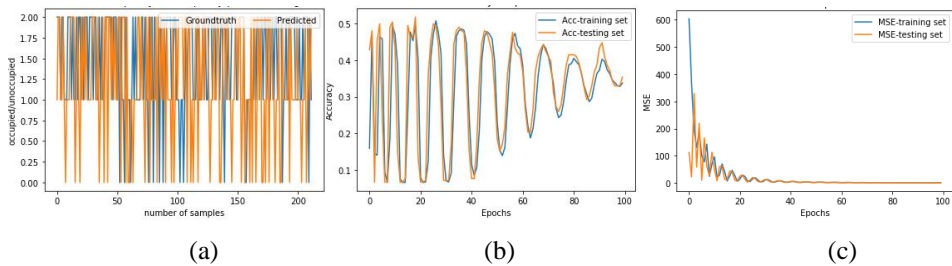 Groundtruth
Predicted
occupied/unoccupied
2.00
1.75
1.50
1.25
1.00
0.75
0.50
0.25
0.00
0
50
100
150
200
number of samples
(a)
Acc-training set
Acc-testing set
Accuracy
0.5
0.4
0.3
0.2
0.1
0
20
40
60
80
100
Epochs
(b)
MSE-training set
MSE-testing set
MSE
600
500
400
300
200
100
0
0
20
40
60
80
100
Epochs
(c)